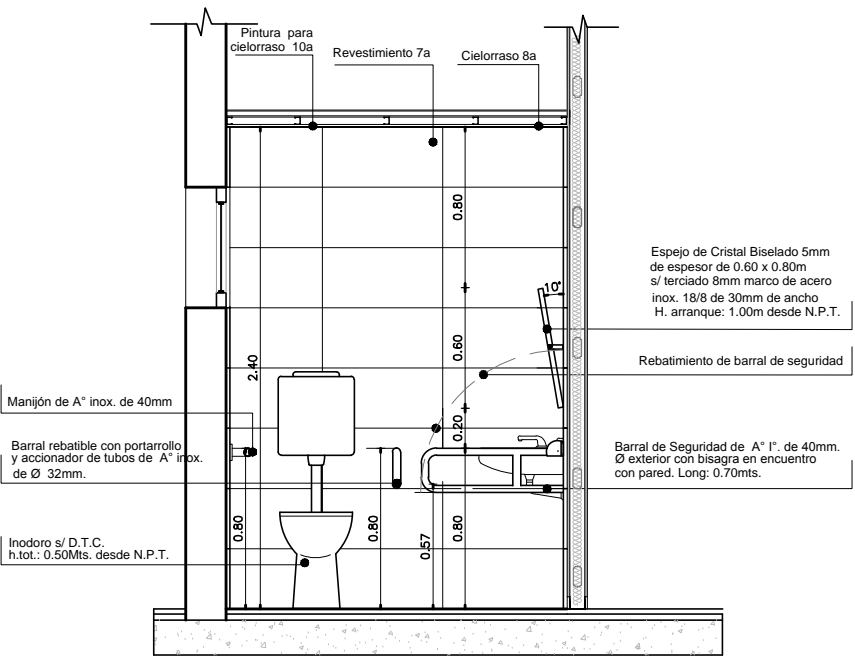 Pintura para
cielorraso 10a
Revestimiento 7a
Cielorraso 8a
0.80
Espejo de Cristal Biselado 5mm
de espesor de 0.60 x 0.80m
s/ terciado 8mm marco de acero
inox. 18/8 de 30mm de ancho
H. arranque: 1.00m desde N.P.T.
10°
0.60
2.40
Rebatimiento de barral de seguridad
Manijón de A° inox. de 40mm
0.20
Barral rebatible con portarrollo
y accionador de tubos de A° inox.
de Ø 32mm.
Barral de Seguridad de A° I°. de 40mm.
Ø exterior con bisagra en encuentro
con pared. Long: 0.70mts.
0.80
0.80
0.57
0.80
Inodoro s/ D.T.C.
h.tot.: 0.50Mts. desde N.P.T.